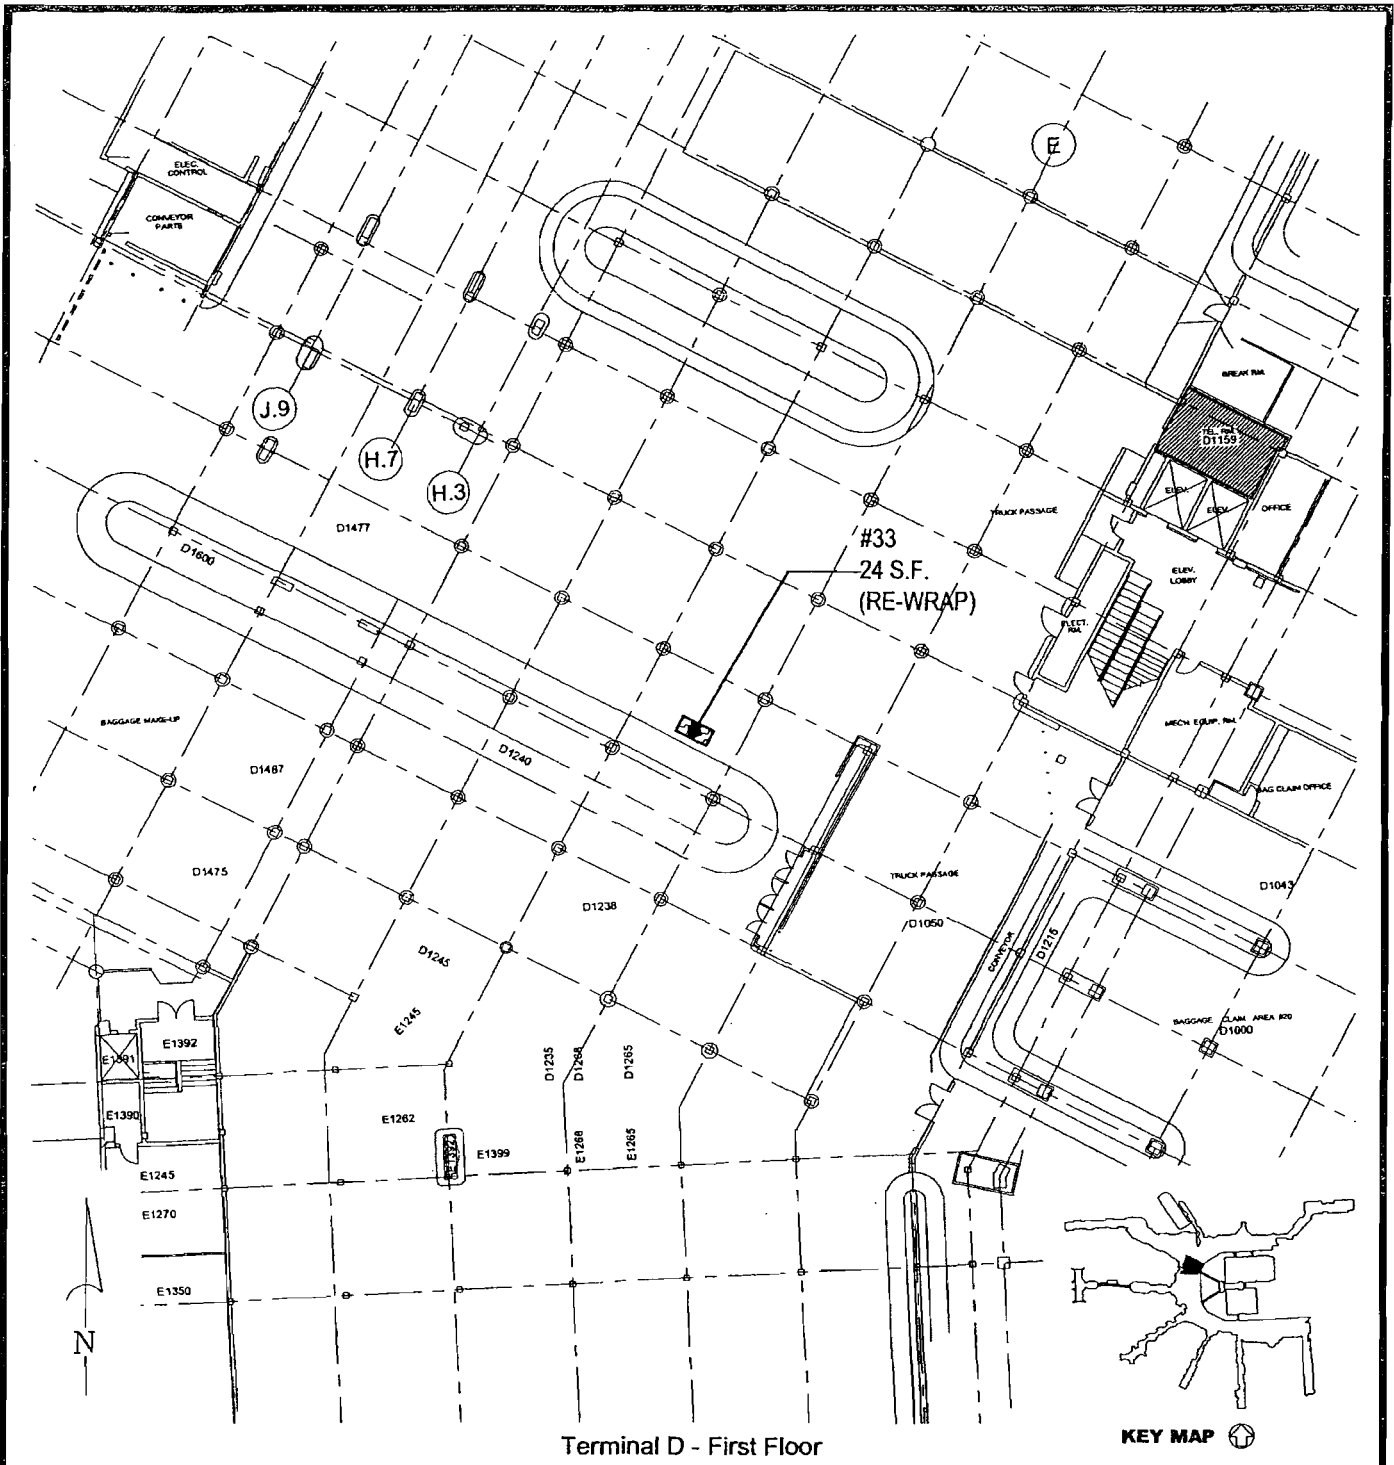 E
ELEC.
CONTROL
CONVEYOR
PARTS
BREAK RM.
J.9
TEL. RM.
D1159
H.7
H.3
ELEV.
ELEV.
OFFICE
TRUCK PASSAGE
D1477
#33
24 S.F.
(RE-WRAP)
D1600
ELEV.
LOBBY
ELECT.
RM.
BAGGAGE MAKE-UP
MECH. EQUIP. RM.
D1240
D1487
BAG CLAIM OFFICE
D1475
TRUCK PASSAGE
D1043
D1238
D1050
D1245
CONVEYOR
D1215
E1245
BAGGAGE CLAIM AREA #20
D1000
E1392
E1391
D1235
D1268
D1265
E1390
E1262
E1399
E1268
E1265
E1245
E1270
E1350
N
KEY MAP
Terminal D - First Floor